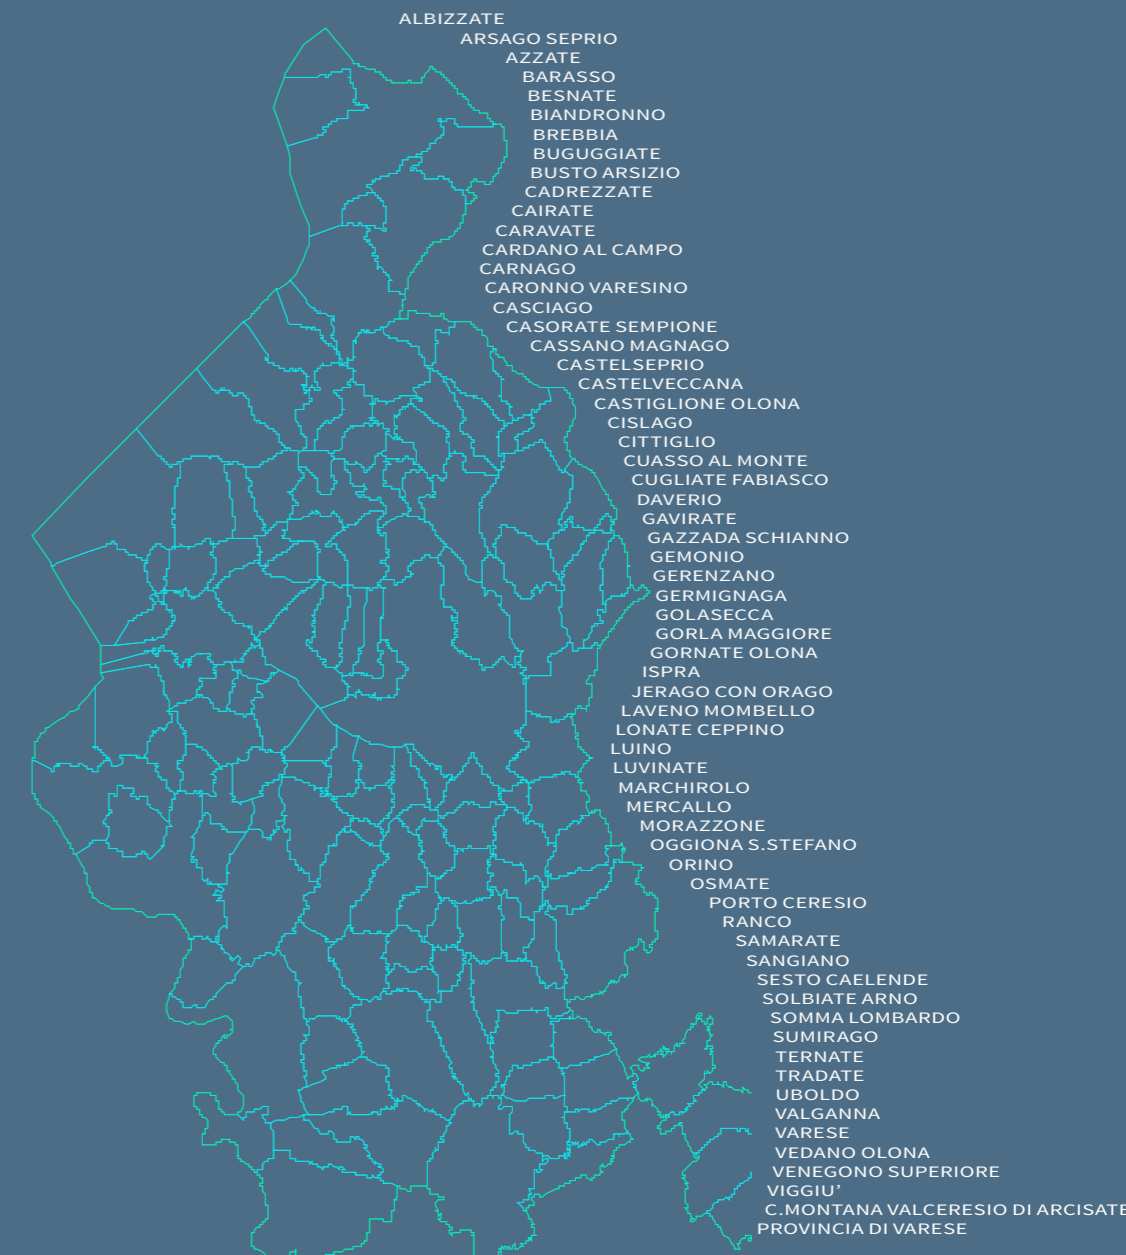 ALBIZZATE
ARSAGO SEPRIO
AZZATE
BARASSO
BESNATE
BIANDRONNO
BREBBIA
BUGUGGIATE
BUSTO ARSIZIO
CADREZZATE
CAIRATE
CARAVATE
CARDANO AL CAMPO
CARNAGO
CARONNO VARESINO
CASCIAGO
CASORATE SEMPIONE
CASSANO MAGNAGO
CASTELSEPRIO
CASTELVECCANA
CASTIGLIONE OLONA
CISLAGO
CITTIGLIO
CUASSO AL MONTE
CUGLIATE FABIASCO
DAVERIO
GAVIRATE
GAZZADA SCHIANNO
GEMONIO
GERENZANO
GERMIGNAGA
GOLASECCA
GORLA MAGGIORE
GORNATE OLONA
ISPRA
JERAGO CON ORAGO
LAVENO MOMBELLO
LONATE CEPPINO
LUINO
LUVINATE
MARCHIROLO
MERCALLO
MORAZZONE
OGGIONA S.STEFANO
ORINO
OSMATE
PORTO CERESIO
RANCO
SAMARATE
SANGIANO
SESTO CAELENDE
SOLBIATE ARNO
SOMMA LOMBARDO
SUMIRAGO
TERNATE
TRADATE
UBOLDO
VALGANNA
VARESE
VEDANO OLONA
VENEGONO SUPERIORE
VIGGIU’
C.MONTANA VALCERESIO DI ARCISATE
PROVINCIA DI VARESE